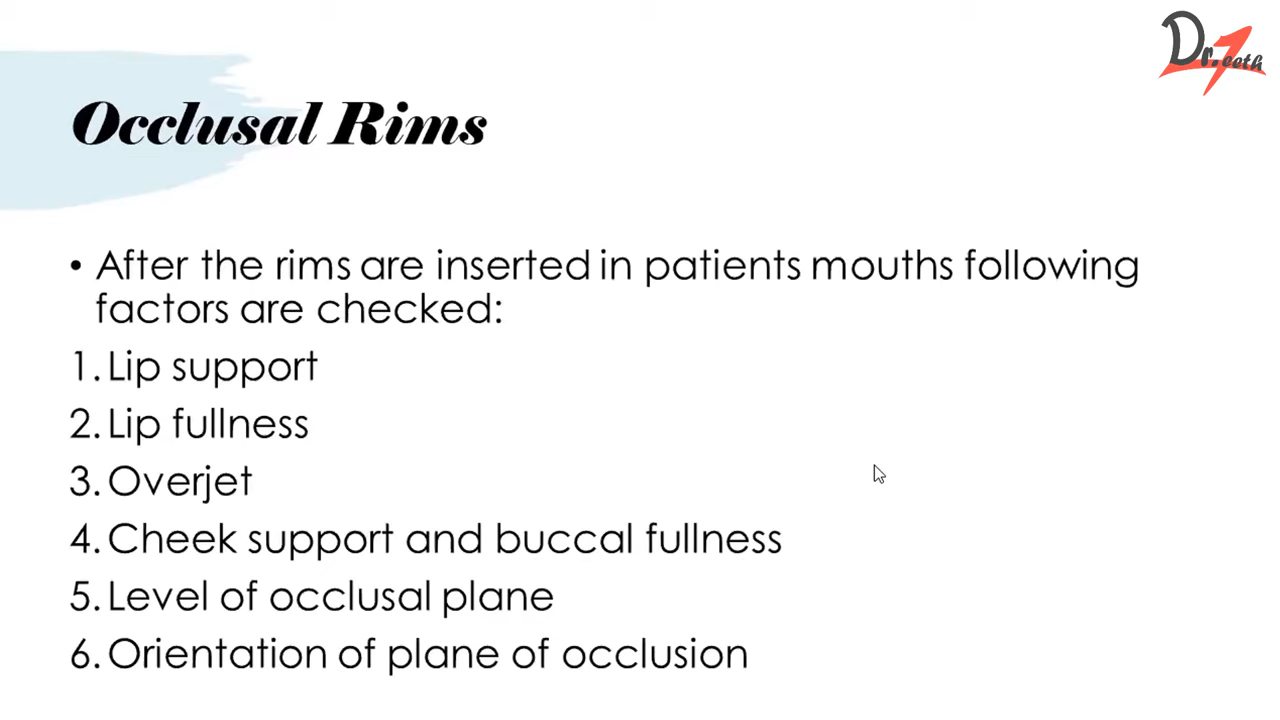 Dr.eeth
Occlusal Rims
• After the rims are inserted in patients mouths following
factors are checked:
1. Lip support
2. Lip fullness
3. Overjet
4. Cheek support and buccal fullness
5. Level of occlusal plane
6. Orientation of plane of occlusion